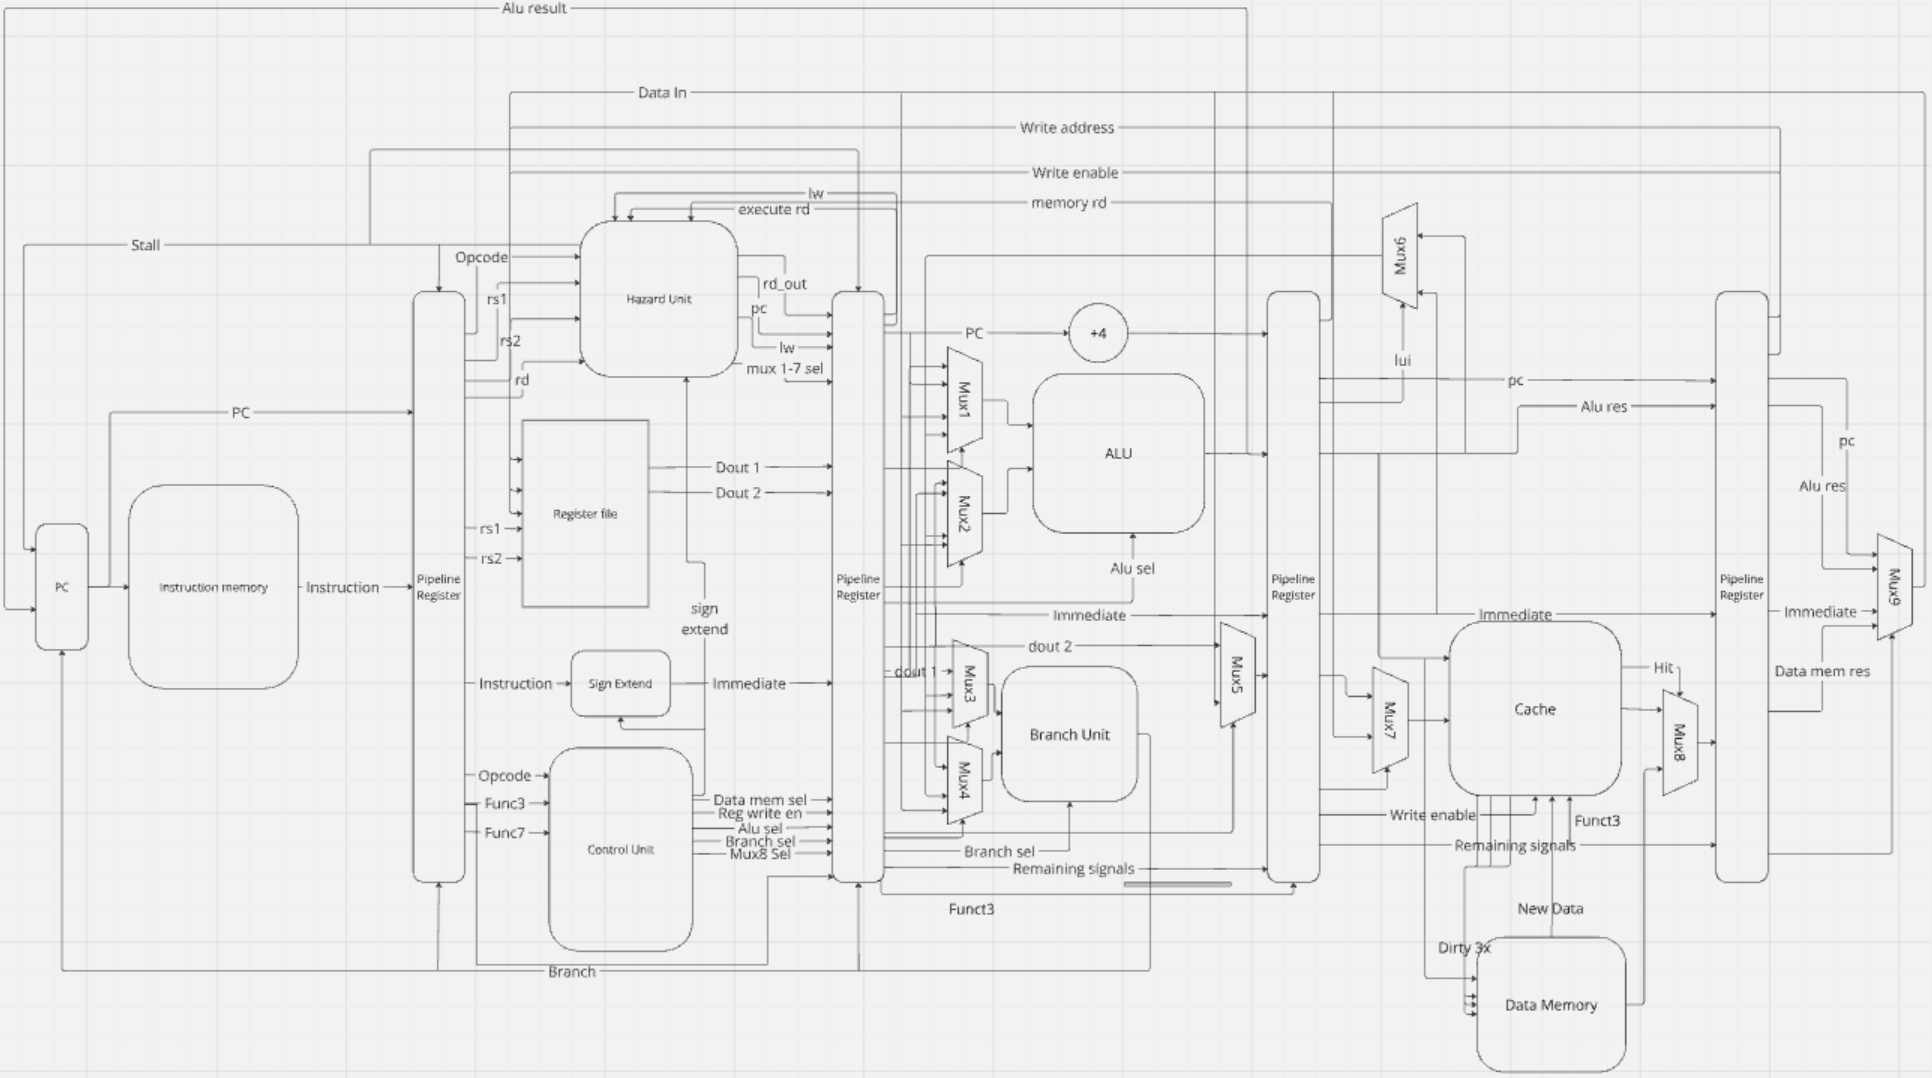 Alu result
Data In
Write address
Write enable
lw
execute rd
memory rd
Stall
Opcode
rs1
rs2
rd
Hazard Unit
rd_out
pc
lw
mux 1-7 sel
Mux6
lui
PC
+4
Mux1
Mux2
ALU
Alu sel
pc
Alu res
pc
Alu res
PC
Dout 1
Dout 2
Register file
rs1
rs2
PC
Instruction memory
Instruction
Pipeline
Register
Pipeline
Register
Pipeline
Register
Pipeline
Register
Mux9
sign
extend
Immediate
Immediate
Immediate
dout 2
dout 1
Mux3
Mux4
Mux5
Branch Unit
Instruction
Sign Extend
Immediate
Mux7
Cache
Hit
Mux8
Data mem res
Opcode
Func3
Func7
Control Unit
Data mem sel
Reg write en
Alu sel
Branch sel
Mux8 Sel
Branch sel
Remaining signals
Funct3
Write enable
Funct3
Remaining signals
New Data
Dirty 3x
Data Memory
Branch